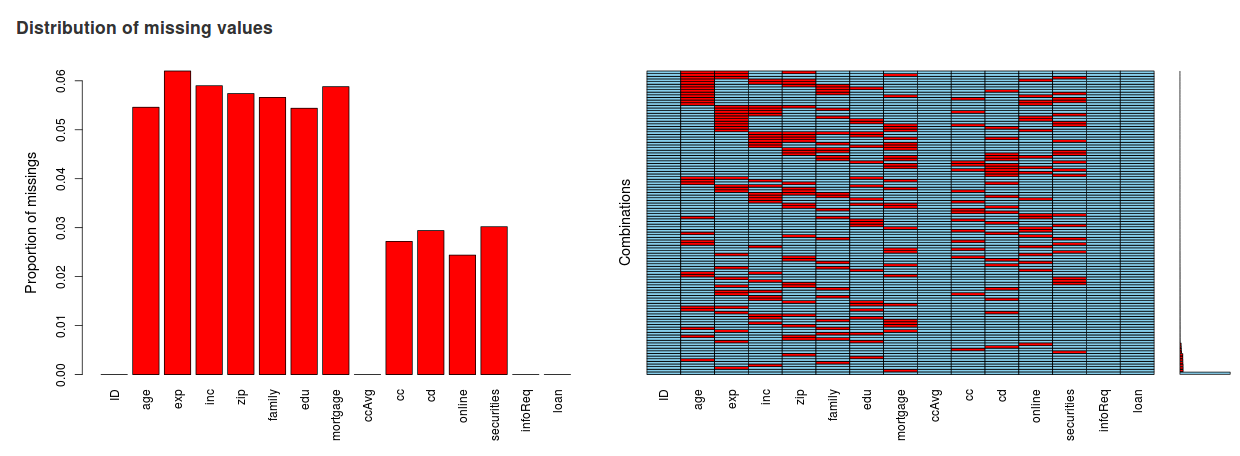 Distribution of missing values
Proportion of missings
0.06
0.05
0.04
0.03
0.02
0.01
0.00
ID
age
exp
inc
zip
family
edu
mortgage
ccAvg
cc
cd
online
securities
infoReq
loan
Combinations
ID
age
exp
inc
zip
family
edu
mortgage
ccAvg
cc
cd
online
securities
infoReq
loan